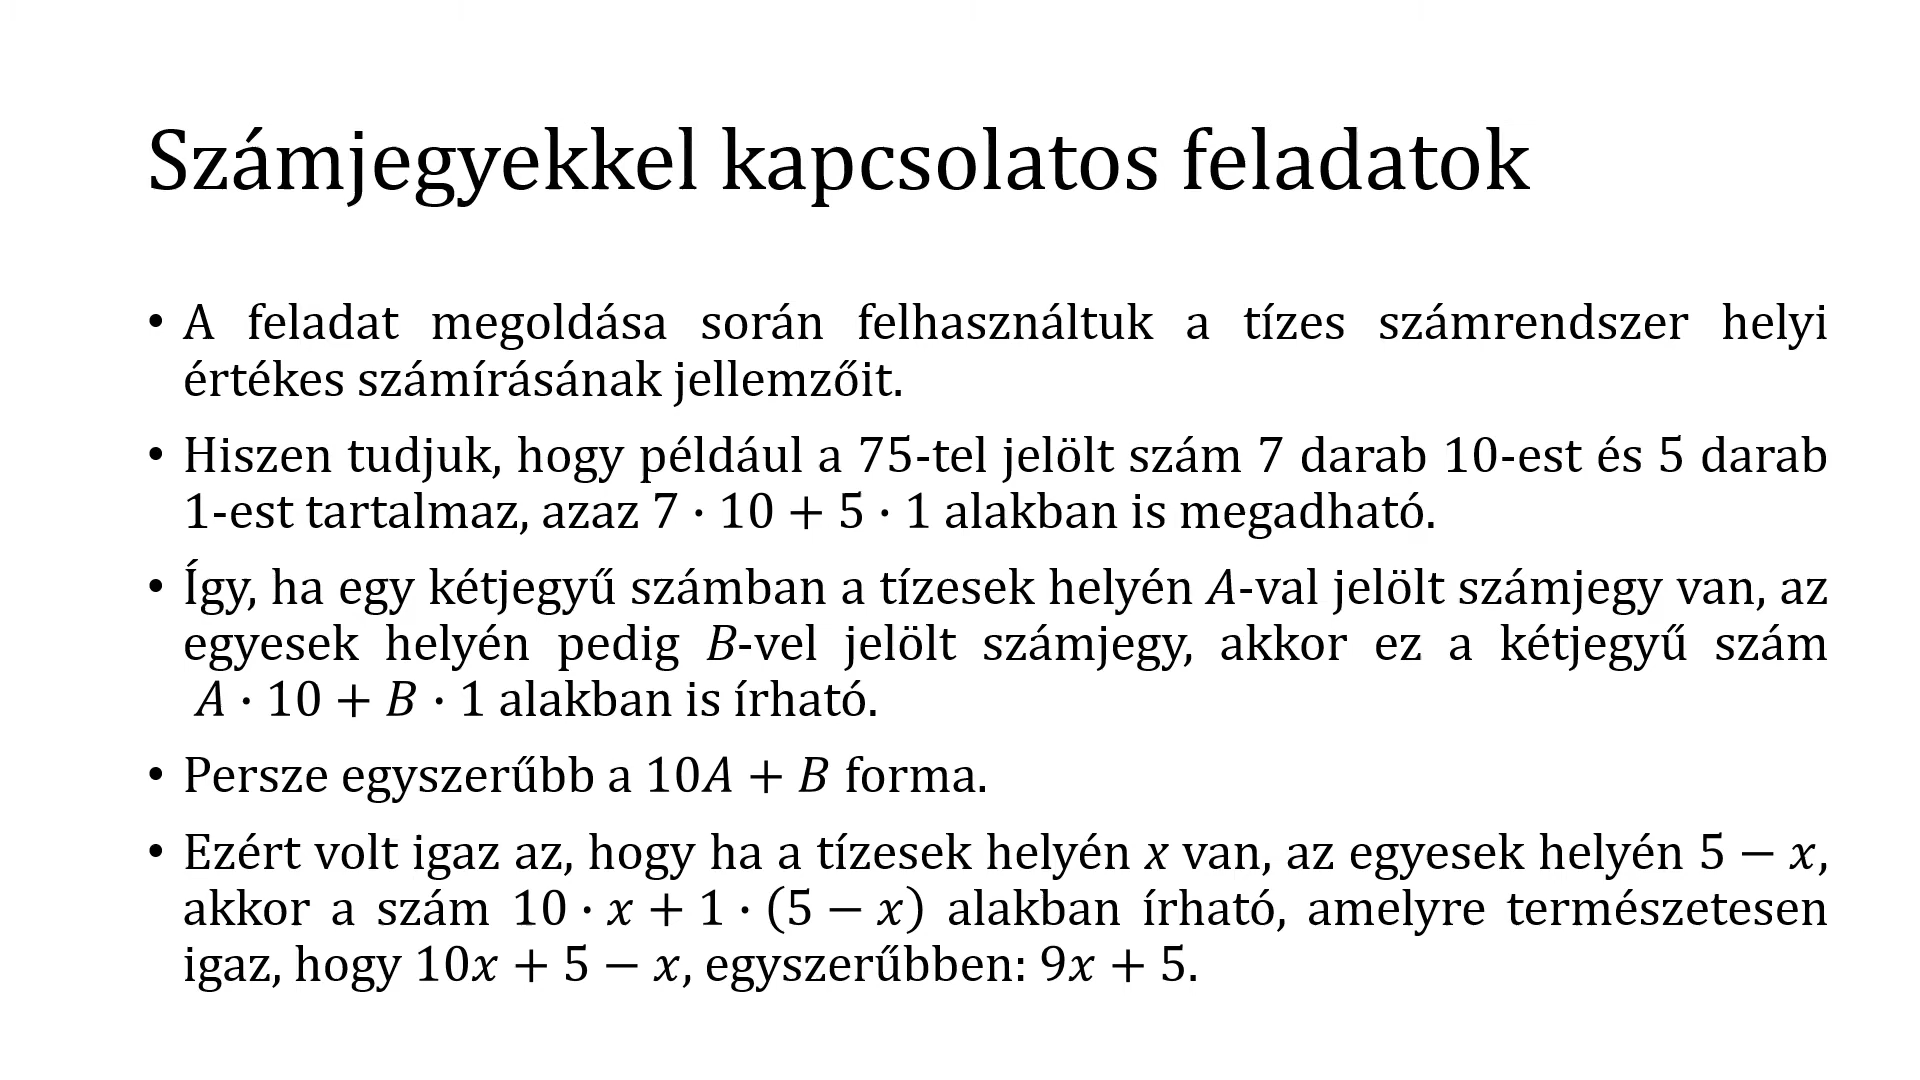 Számjegyekkel kapcsolatos feladatok
• A feladat megoldása során felhasználtuk a tízes számrendszer helyi
értékes számírásának jellemzőit.
• Hiszen tudjuk, hogy például a 75-tel jelölt szám 7 darab 10-est és 5 darab
1-est tartalmaz, azaz 7 · 10 + 5 · 1 alakban is megadható.
• Így, ha egy kétjegyű számban a tízesek helyén A-val jelölt számjegy van, az
egyesek helyén pedig B-vel jelölt számjegy, akkor ez a kétjegyű szám
A · 10 + B · 1 alakban is írható.
• Persze egyszerűbb a 10A + B forma.
• Ezért volt igaz az, hogy ha a tízesek helyén x van, az egyesek helyén 5 − x,
akkor a szám 10 · x + 1 · (5 − x) alakban írható, amelyre természetesen
igaz, hogy 10x + 5 − x, egyszerűbben: 9x + 5.